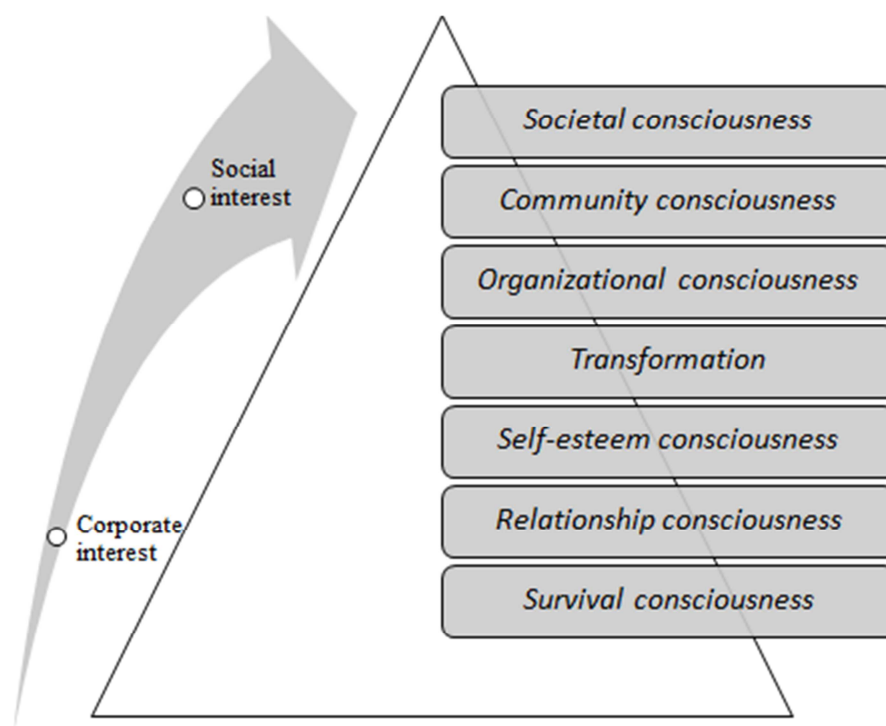 Societal consciousness
Social
interest
Community consciousness
Organizational consciousness
Transformation
Self-esteem consciousness
Corporate
interest
Relationship consciousness
Survival consciousness